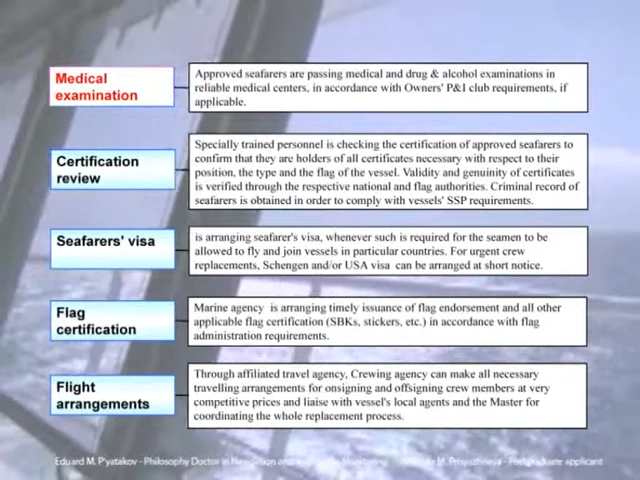 Medical
examination
Approved seafarers are passing medical and drug & alcohol examinations in
reliable medical centers, in accordance with Owners' P&I club requirements, if
applicable.
Certification
review
Specially trained personnel is checking the certification of approved seafarers to
confirm that they are holders of all certificates necessary with respect to their
position, the type and the flag of the vessel. Validity and genuinity of certificates
is verified through the respective national and flag authorities. Criminal record of
seafarers is obtained in order to comply with vessels' SSP requirements.
Seafarers' visa
is arranging seafarer's visa, whenever such is required for the seamen to be
allowed to fly and join vessels in particular countries. For urgent crew
replacements, Schengen and/or USA visa can be arranged at short notice.
Flag
certification
Marine agency is arranging timely issuance of flag endorsement and all other
applicable flag certification (SBKs, stickers, etc.) in accordance with flag
administration requirements.
Flight
arrangements
Through affiliated travel agency, Crewing agency can make all necessary
travelling arrangements for onsigning and offsigning crew members at very
competitive prices and liaise with vessel's local agents and the Master for
coordinating the whole replacement process.
Eduard M. P'yatakov - Philosophy Doctor in - Postgraduate applicant